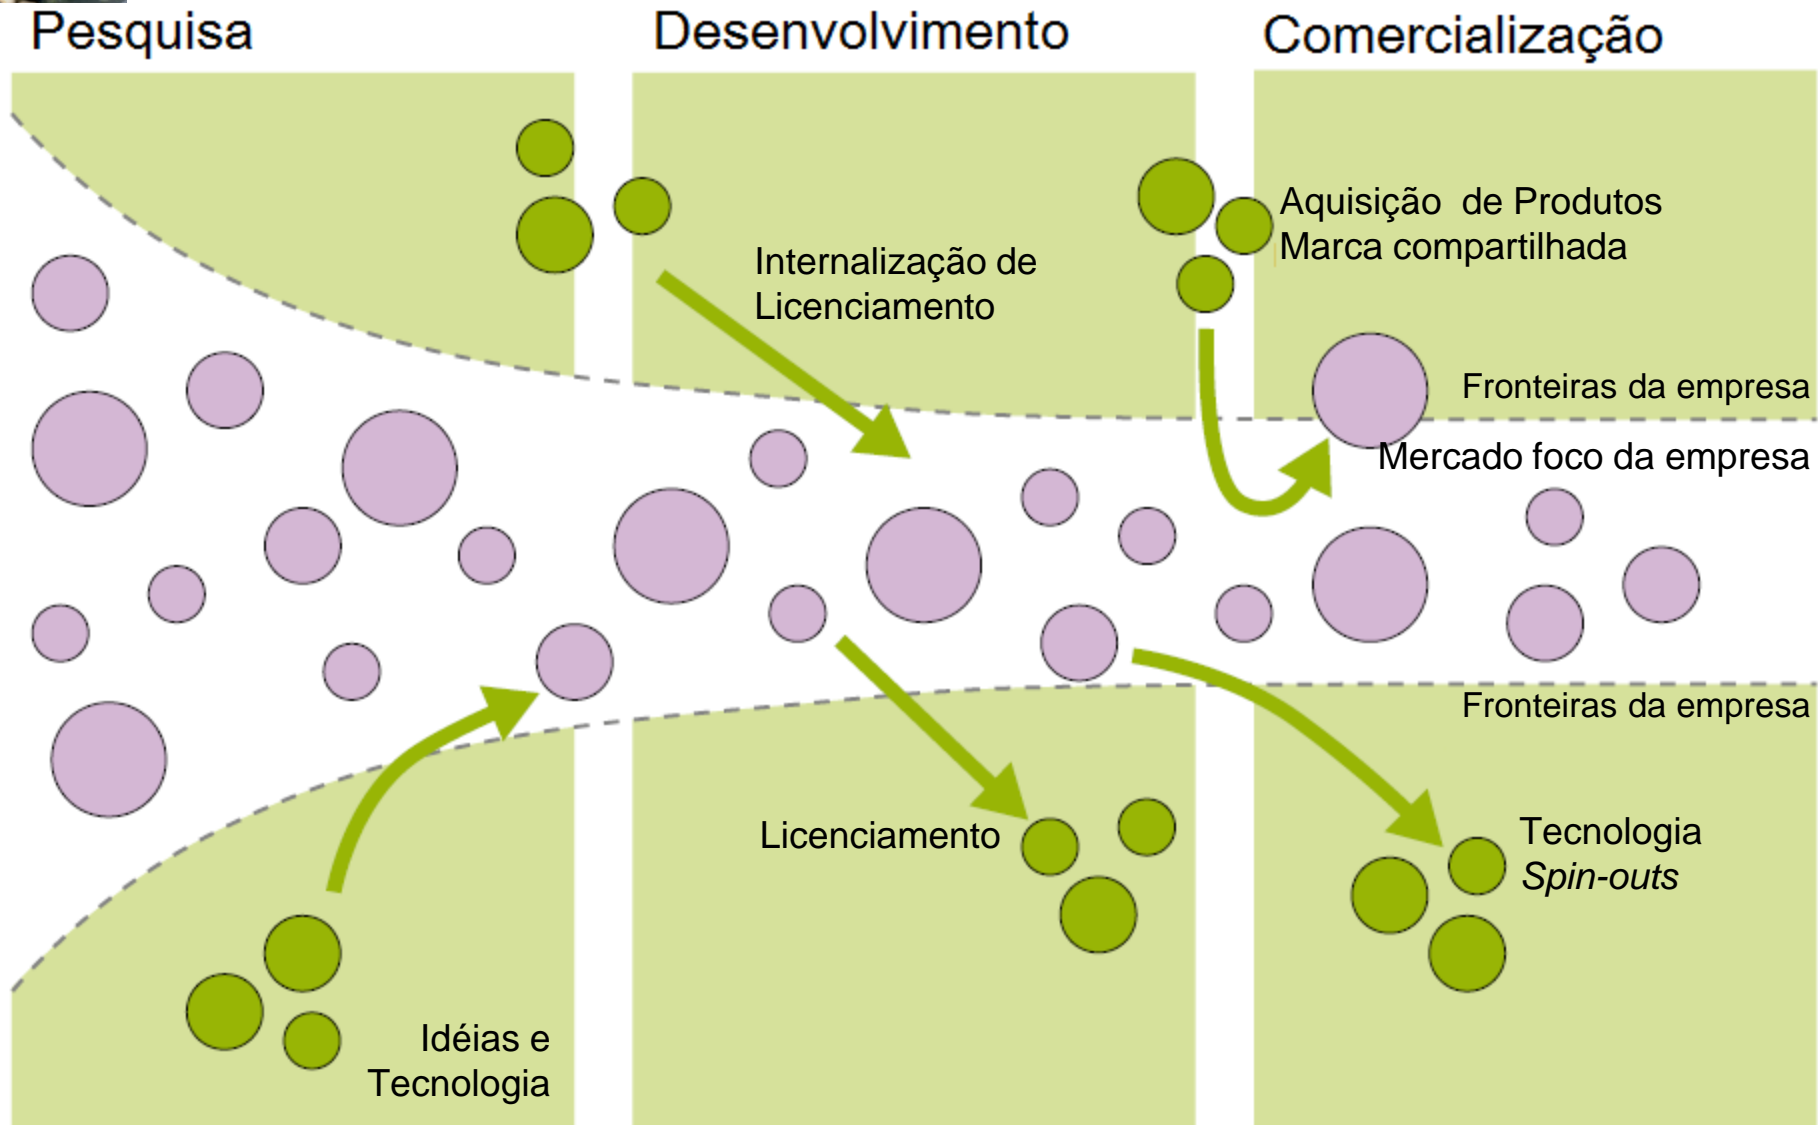 Pesquisa
Desenvolvimento
Comercialização
Internalização de
Licenciamento
Aquisição de Produtos
Marca compartilhada
Fronteiras da empresa
Mercado foco da empresa
Fronteiras da empresa
Licenciamento
Tecnologia
Spin-outs
Idéias e
Tecnologia